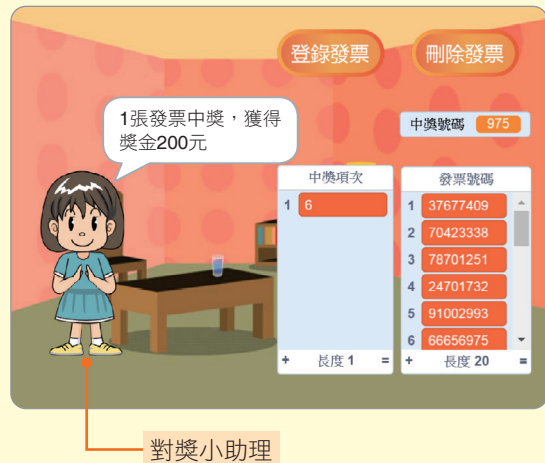 登錄發票
刪除發票
1張發票中獎,獲得
獎金200元
中獎號碼 975
中獎項次
1 6
+ 長度 1 =
發票號碼
1 37677409
2 70423338
3 78701251
4 24701732
5 91002993
6 66656975
+ 長度 20 =
對獎小助理